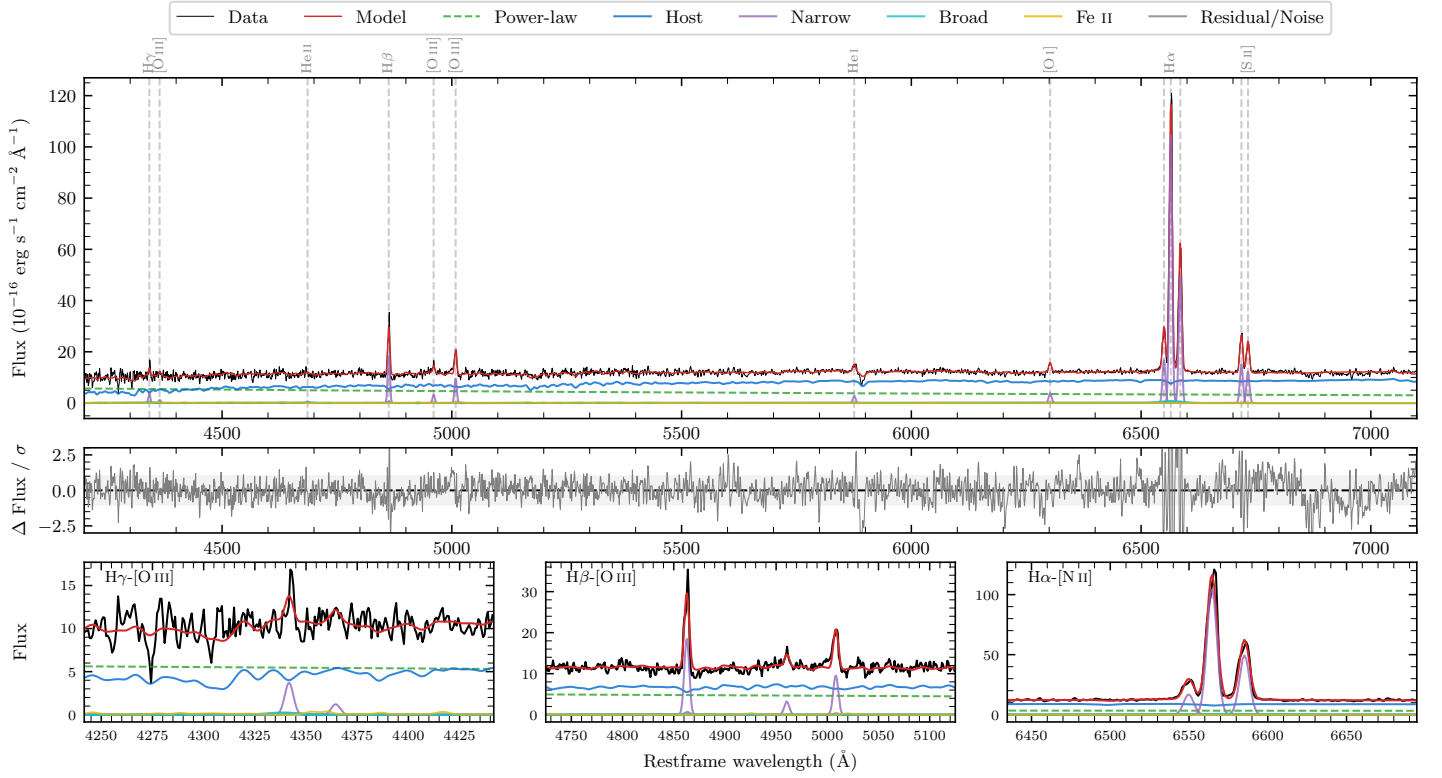 Data Model Power-law Host Narrow Broad Fe II Residual/Noise
Hγ [O III] He II Hβ [O III] [O III] He I [O I] Hα [S II]
Flux (10⁻¹⁶ erg s⁻¹ cm⁻² Å⁻¹)
120
100
80
60
40
20
0
4500 5000 5500 6000 6500 7000
Δ Flux / σ
2.5
0.0
−2.5
4500 5000 5500 6000 6500 7000
Flux
Hγ-[O III]
15
10
5
0
4250 4275 4300 4325 4350 4375 4400 4425
Hβ-[O III]
30
20
10
0
4750 4800 4850 4900 4950 5000 5050 5100
Hα-[N II]
100
50
0
6450 6500 6550 6600 6650
Restframe wavelength (Å)